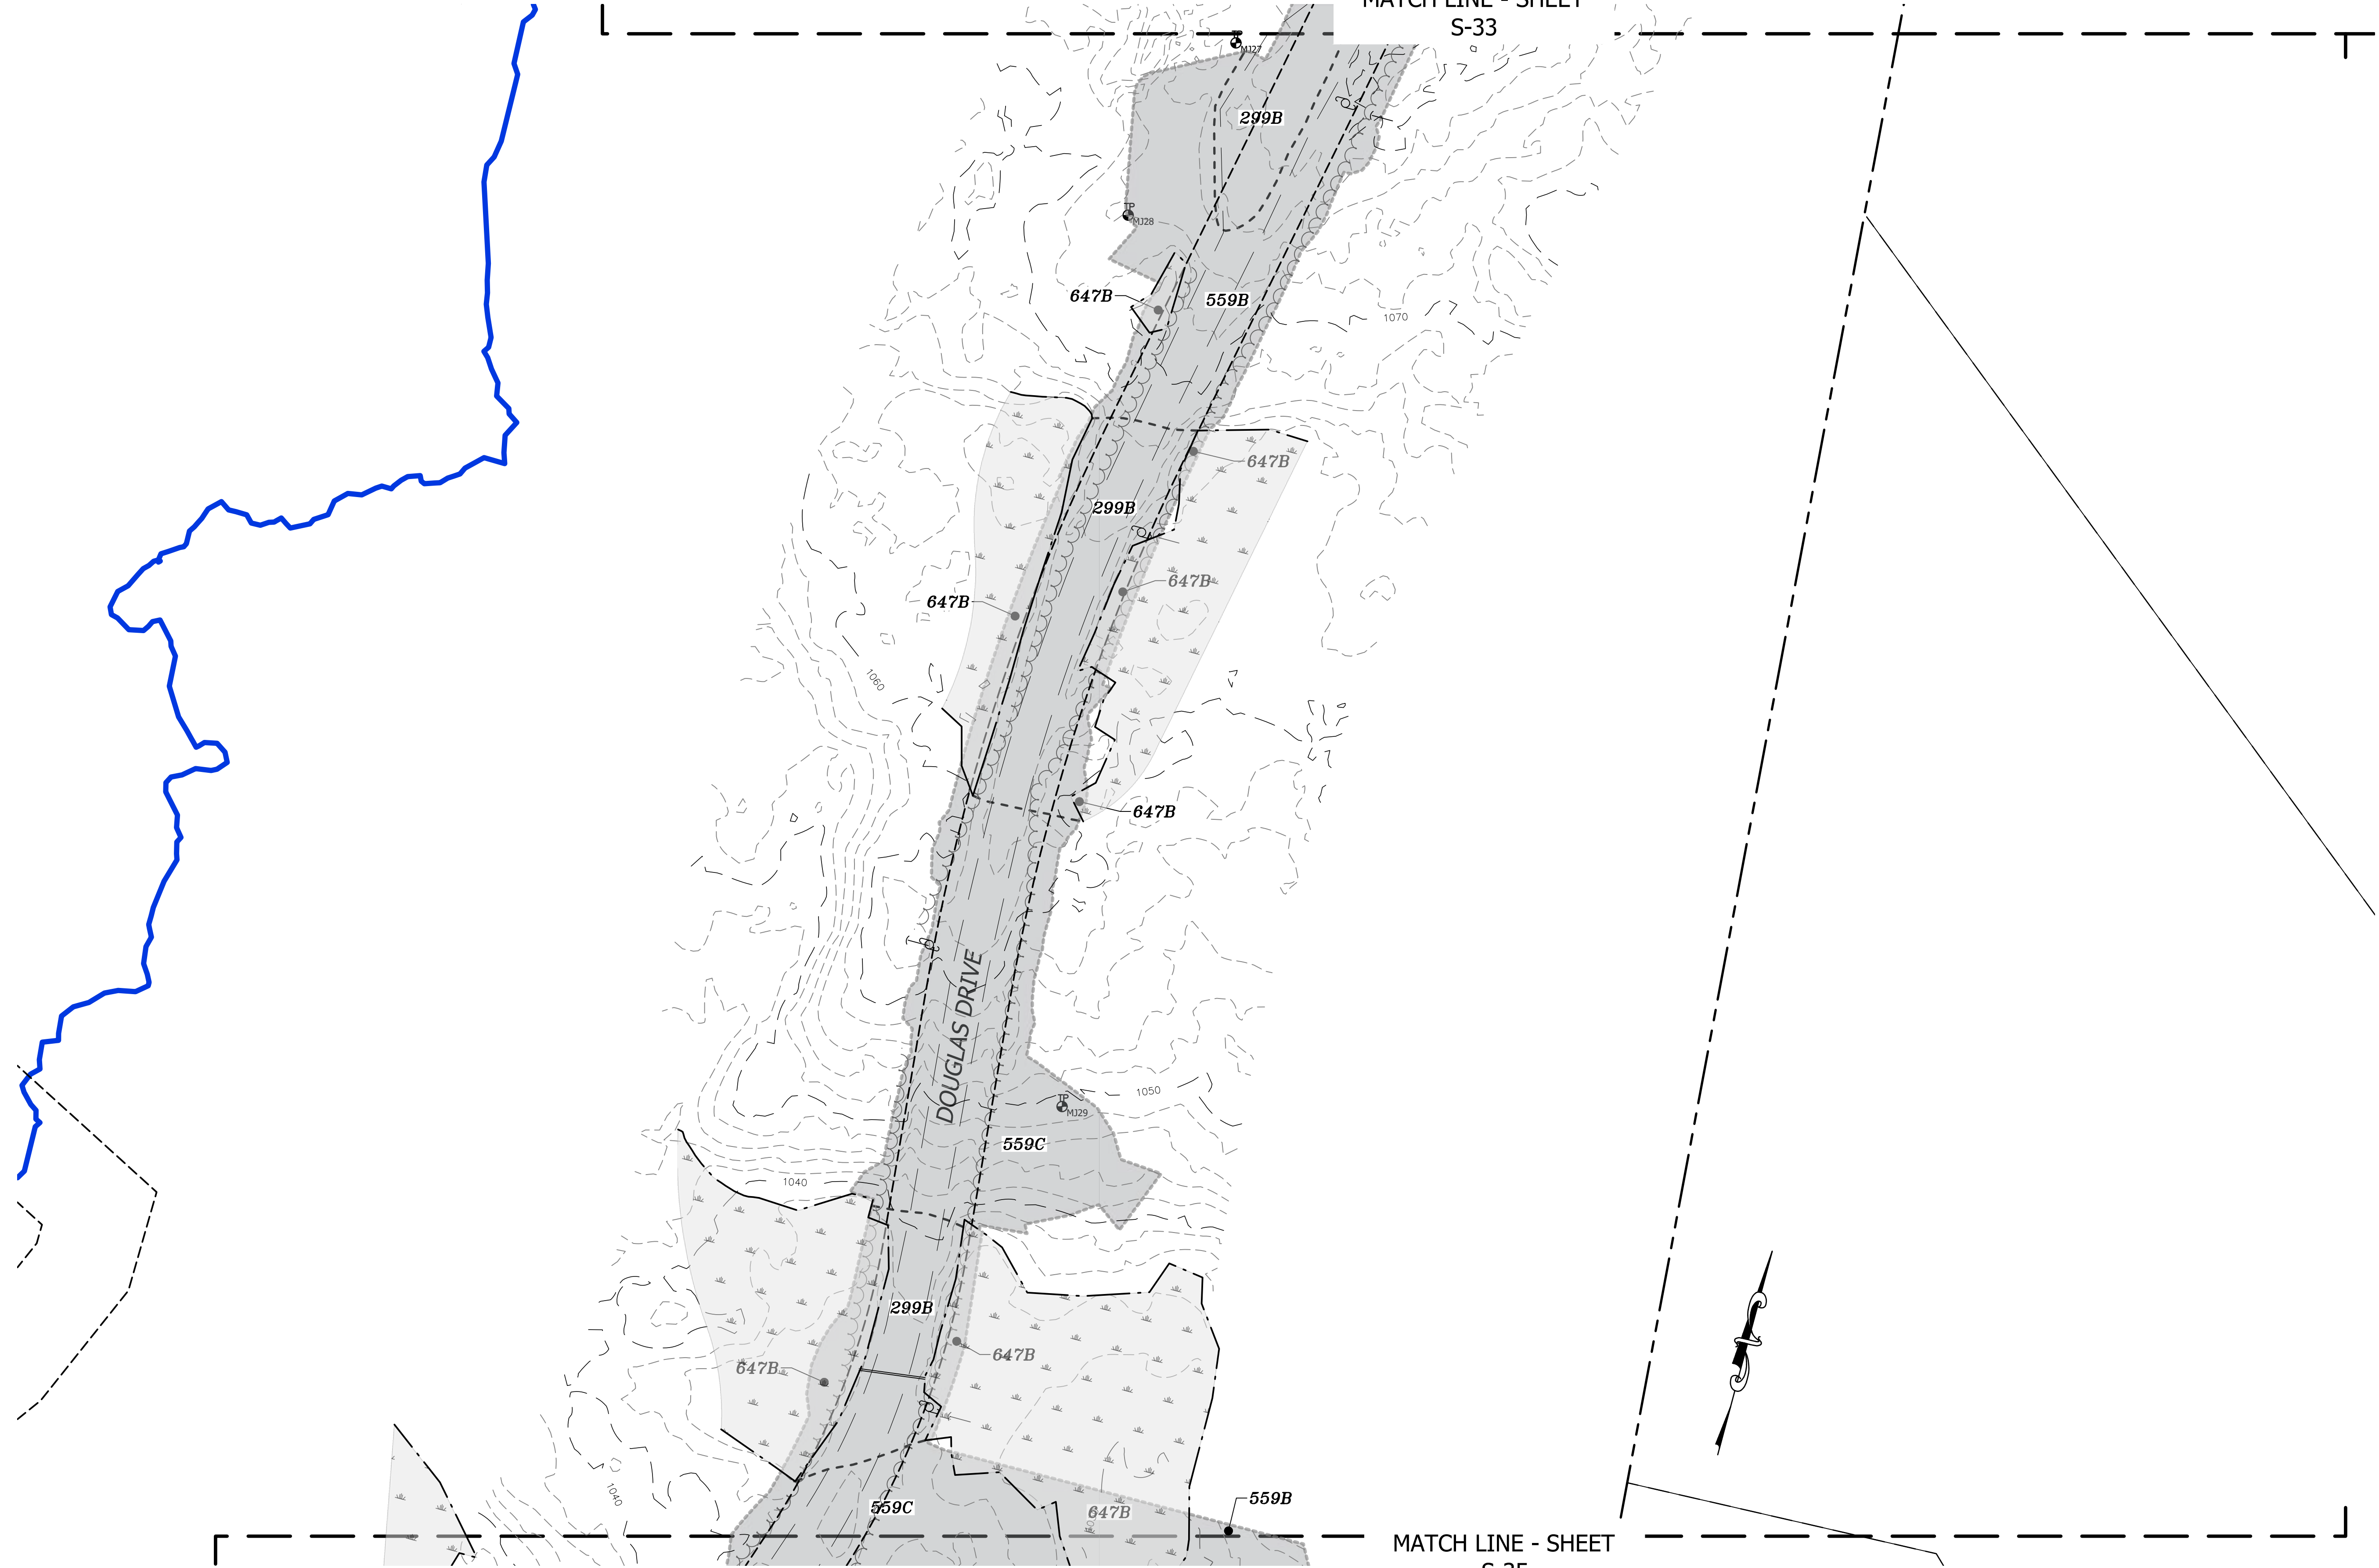 MATCH LINE - SHEET
S-33
MJ27
299B
TP
MJ28
647B
559B
1070
647B
299B
647B
647B
1060
647B
DOUGLAS DRIVE
1050
TP
MJ29
559C
1040
299B
647B
647B
1040
559B
559C
647B
MATCH LINE - SHEET